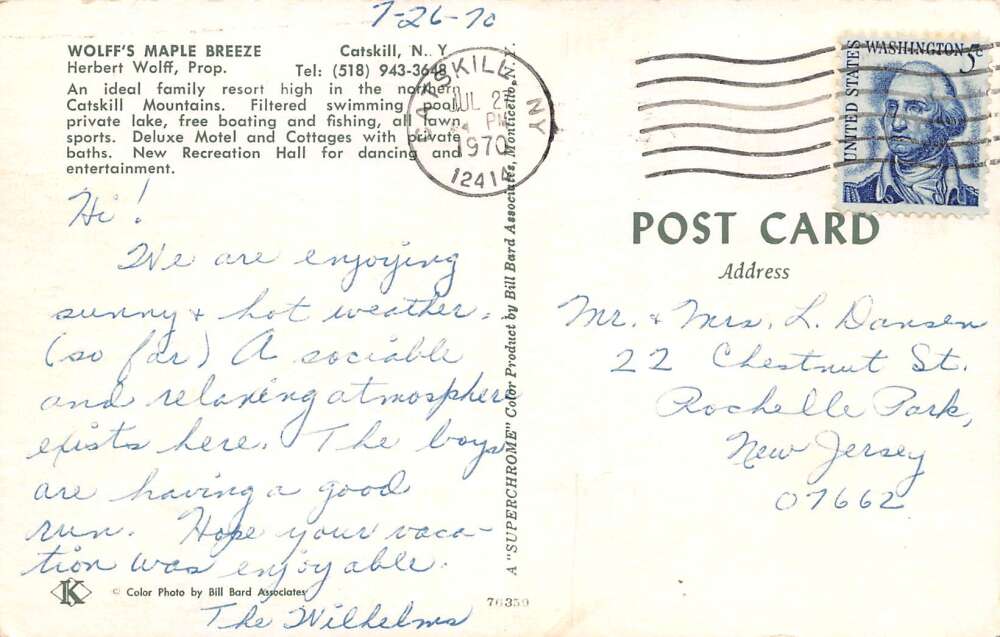 7-26-70
WOLFF'S MAPLE BREEZE Catskill, N. Y.
Herbert Wolff, Prop. Tel: (518) 943-3648
An ideal family resort high in the northern
Catskill Mountains. Filtered swimming pool,
private lake, free boating and fishing, all lawn
sports. Deluxe Motel and Cottages with private
baths. New Recreation Hall for dancing and
entertainment.
Hi!
We are enjoying
sunny + hot weather.
(so far) A sociable
and relaxing atmosphere
exists here. The boys
are having a good
run. Hope your vaca-
tion was enjoyable.
The Wilhelms
K
© Color Photo by Bill Bard Associates
76359
A "SUPERCHROME" Color Product by Bill Bard Associates, Monticello, N.Y.
CATSKILL NY
JUL
PM
1970
12414
UNITED STATES
WASHINGTON 5c
POST CARD
Address
Mr. + Mrs. L. Dansen
22 Chestnut St.
Rochelle Park,
New Jersey
07662